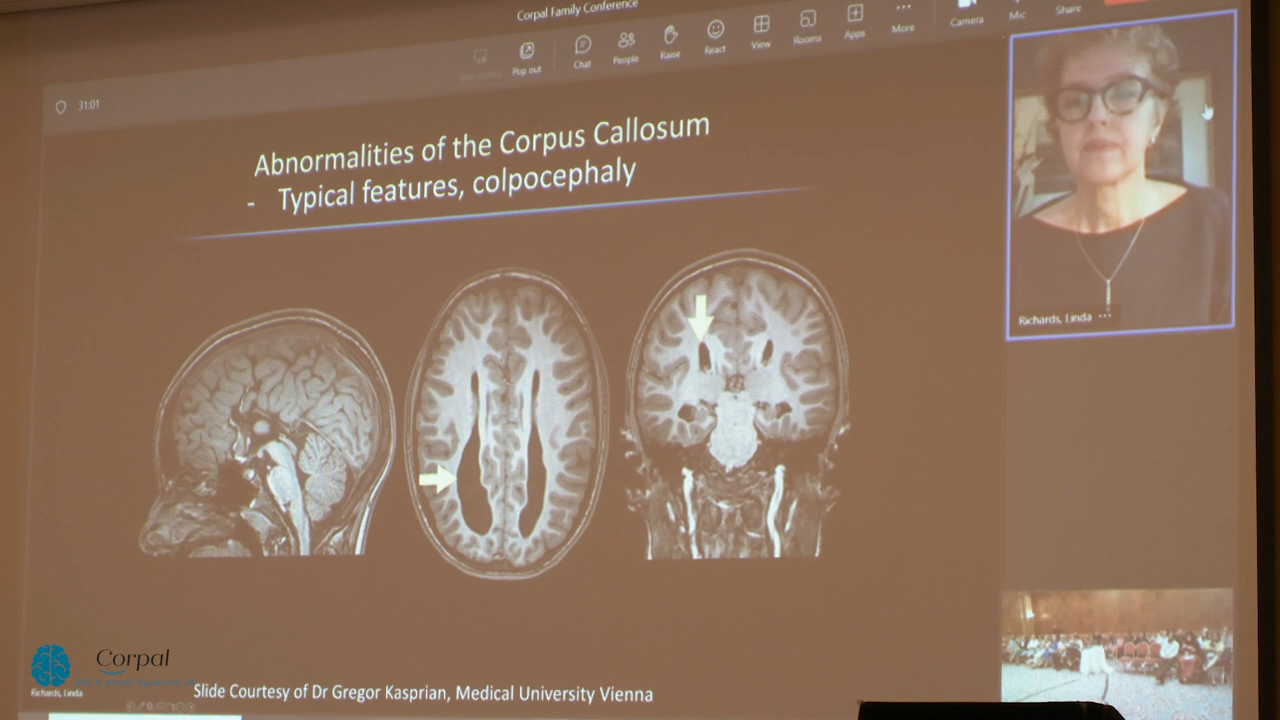 Corpal Family Conference
Pop out
Chat
People
Raise
React
View
Rooms
Apps
More
Camera
Mic
Share
31:01
Abnormalities of the Corpus Callosum
- Typical features, colpocephaly
Richards, Linda
Corpal
Richards, Linda
Slide Courtesy of Dr Gregor Kasprian, Medical University Vienna